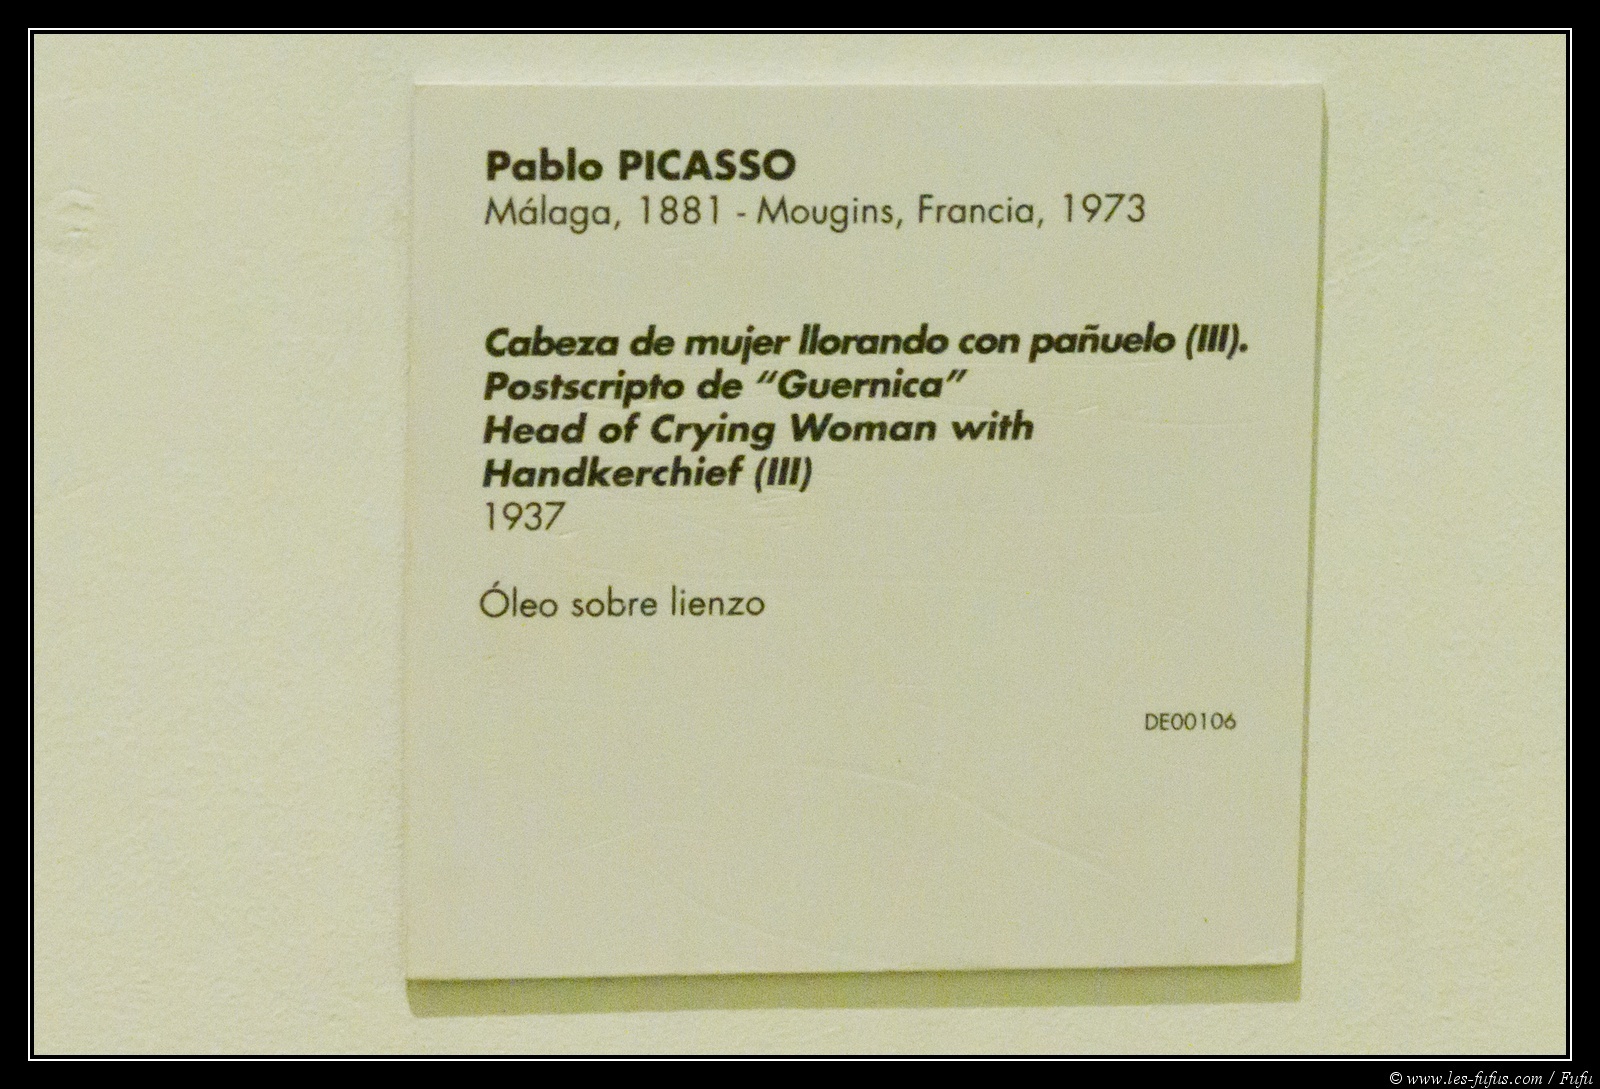 Pablo PICASSO
Málaga, 1881 - Mougins, Francia, 1973
Cabeza de mujer llorando con pañuelo (III).
Postscripto de “Guernica”
Head of Crying Woman with
Handkerchief (III)
1937
Óleo sobre lienzo
DE00106
© www.les-fufus.com / Fufu